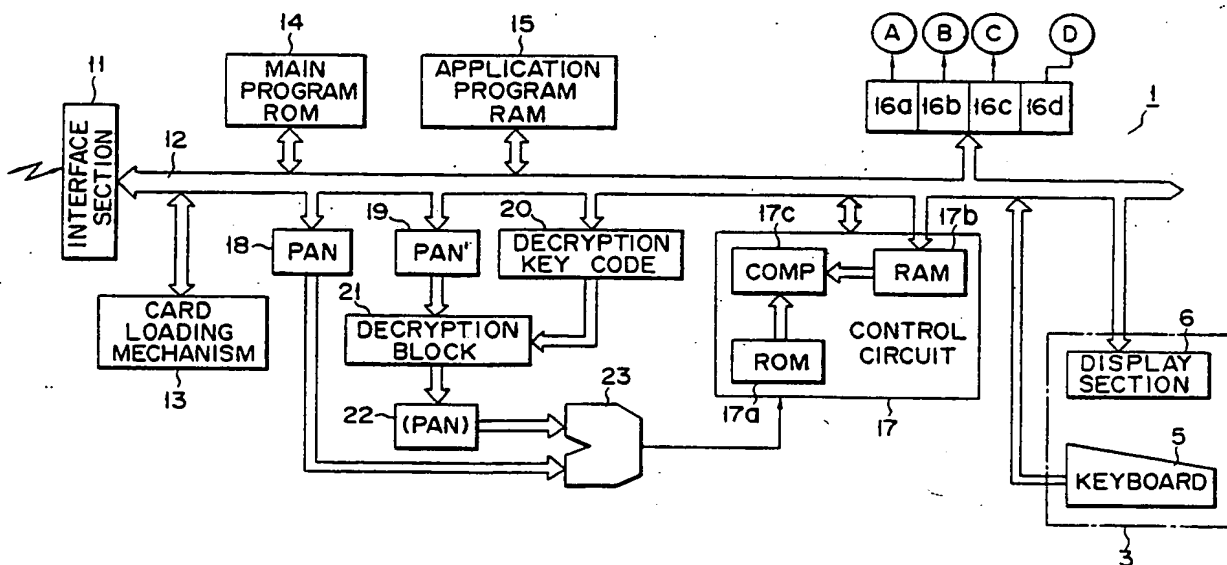 14
MAIN
PROGRAM
ROM
15
APPLICATION
PROGRAM
RAM
A B C D
16a 16b 16c 16d
1
11
INTERFACE
SECTION
12
18
PAN
19
PAN'
20
DECRYPTION
KEY CODE
17c
COMP
17b
RAM
CONTROL
CIRCUIT
ROM
17a
17
CARD
LOADING
MECHANISM
13
21
DECRYPTION
BLOCK
22
(PAN)
23
6
DISPLAY
SECTION
5
KEYBOARD
3